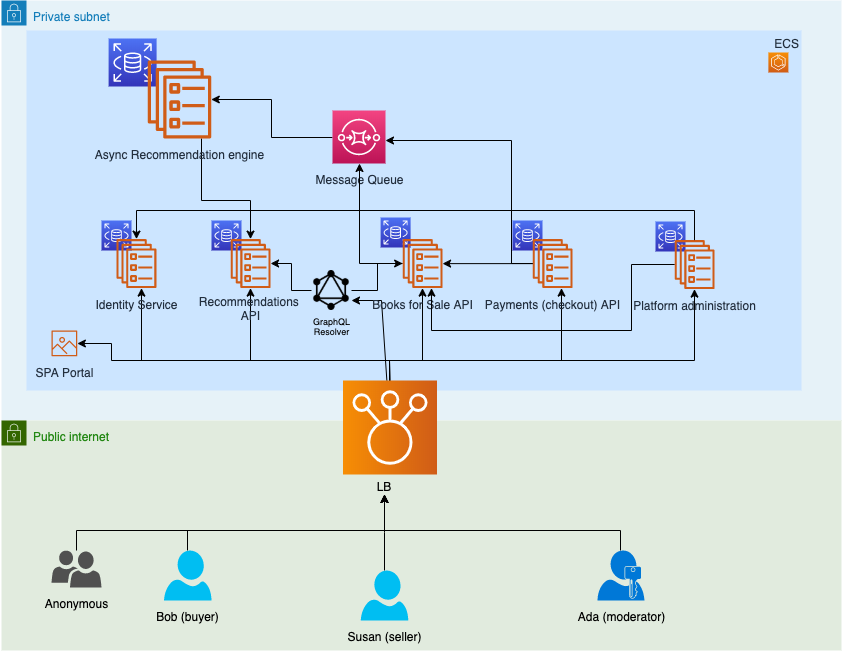 Private subnet
ECS
Async Recommendation engine
Message Queue
Identity Service
Recommendations
API
GraphQL
Resolver
Books for Sale API
Payments (checkout) API
Platform administration
SPA Portal
Public internet
LB
Anonymous
Bob (buyer)
Susan (seller)
Ada (moderator)